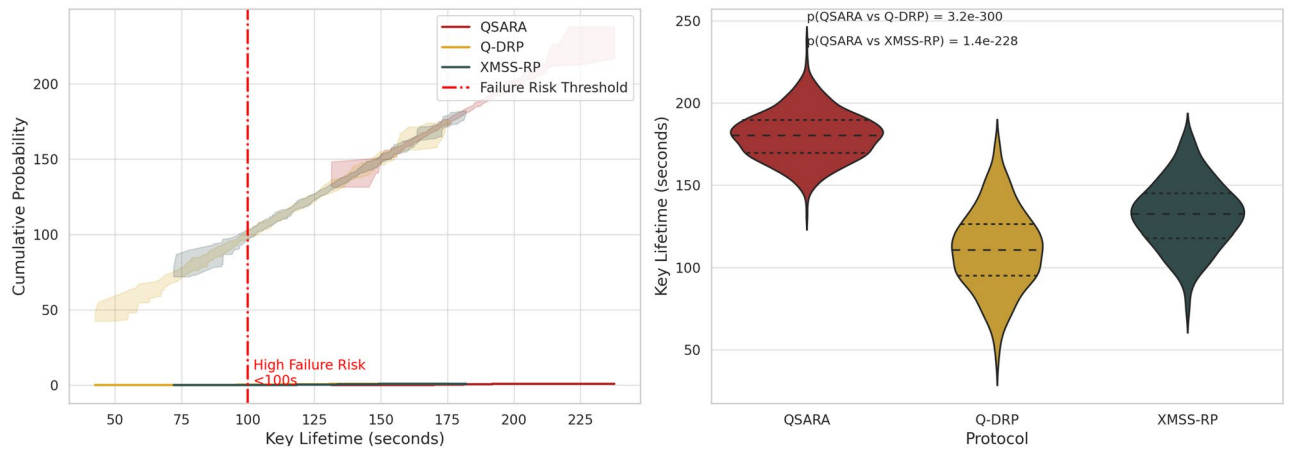 QSARA
Q-DRP
XMSS-RP
Failure Risk Threshold
High Failure Risk
<100s
Cumulative Probability
200
150
100
50
0
50 75 100 125 150 175 200 225
Key Lifetime (seconds)
p(QSARA vs Q-DRP) = 3.2e-300
p(QSARA vs XMSS-RP) = 1.4e-228
Key Lifetime (seconds)
250
200
150
100
50
QSARA Q-DRP XMSS-RP
Protocol